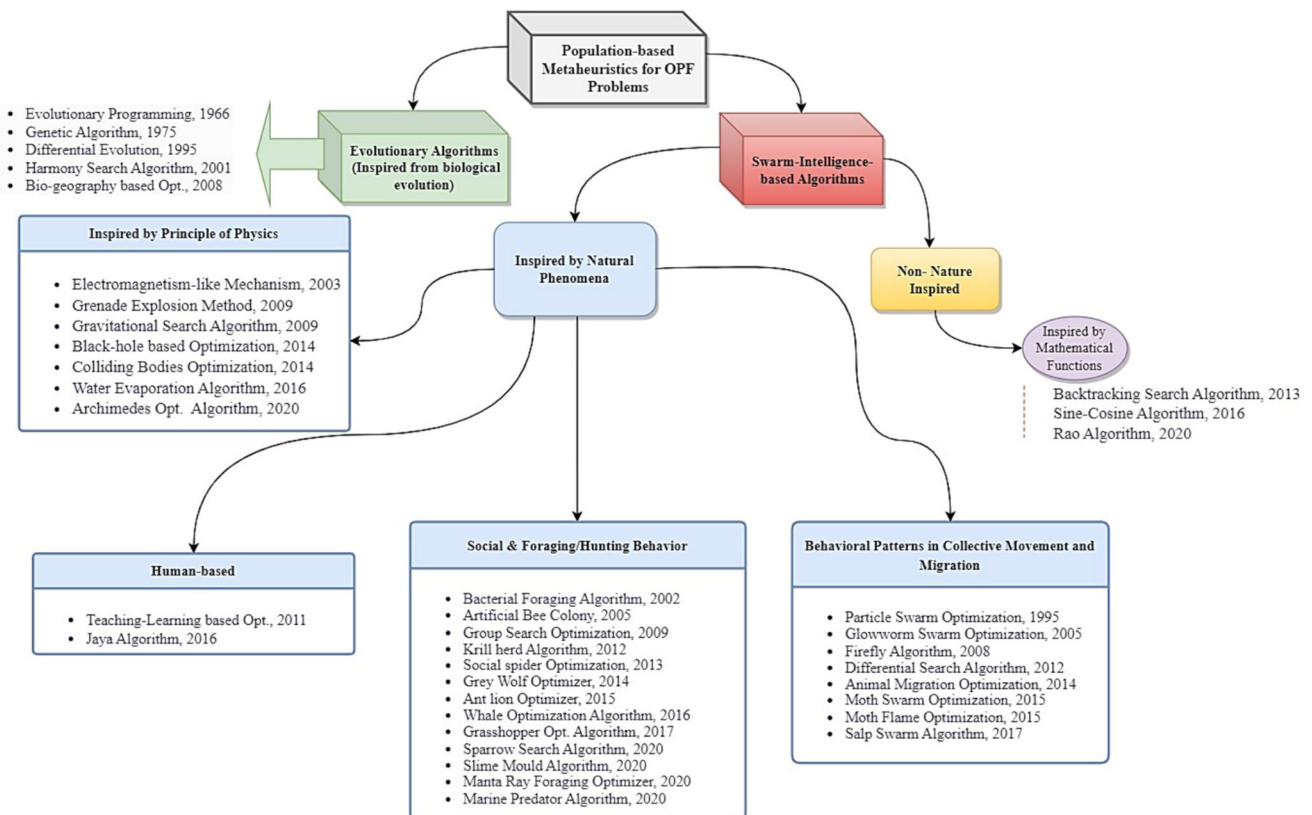 Population-based
Metaheuristics for OPF
Problems
• Evolutionary Programming, 1966
• Genetic Algorithm, 1975
• Differential Evolution, 1995
• Harmony Search Algorithm, 2001
• Bio-geography based Opt., 2008
Evolutionary Algorithms
(Inspired from biological
evolution)
Swarm-Intelligence-
based Algorithms
Inspired by Principle of Physics
• Electromagnetism-like Mechanism, 2003
• Grenade Explosion Method, 2009
• Gravitational Search Algorithm, 2009
• Black-hole based Optimization, 2014
• Colliding Bodies Optimization, 2014
• Water Evaporation Algorithm, 2016
• Archimedes Opt. Algorithm, 2020
Inspired by Natural
Phenomena
Non- Nature
Inspired
Inspired by
Mathematical
Functions
Backtracking Search Algorithm, 2013
Sine-Cosine Algorithm, 2016
Rao Algorithm, 2020
Human-based
• Teaching-Learning based Opt., 2011
• Jaya Algorithm, 2016
Social & Foraging/Hunting Behavior
• Bacterial Foraging Algorithm, 2002
• Artificial Bee Colony, 2005
• Group Search Optimization, 2009
• Krill herd Algorithm, 2012
• Social spider Optimization, 2013
• Grey Wolf Optimizer, 2014
• Ant lion Optimizer, 2015
• Whale Optimization Algorithm, 2016
• Grasshopper Opt. Algorithm, 2017
• Sparrow Search Algorithm, 2020
• Slime Mould Algorithm, 2020
• Manta Ray Foraging Optimizer, 2020
• Marine Predator Algorithm, 2020
Behavioral Patterns in Collective Movement and
Migration
• Particle Swarm Optimization, 1995
• Glowworm Swarm Optimization, 2005
• Firefly Algorithm, 2008
• Differential Search Algorithm, 2012
• Animal Migration Optimization, 2014
• Moth Swarm Optimization, 2015
• Moth Flame Optimization, 2015
• Salp Swarm Algorithm, 2017